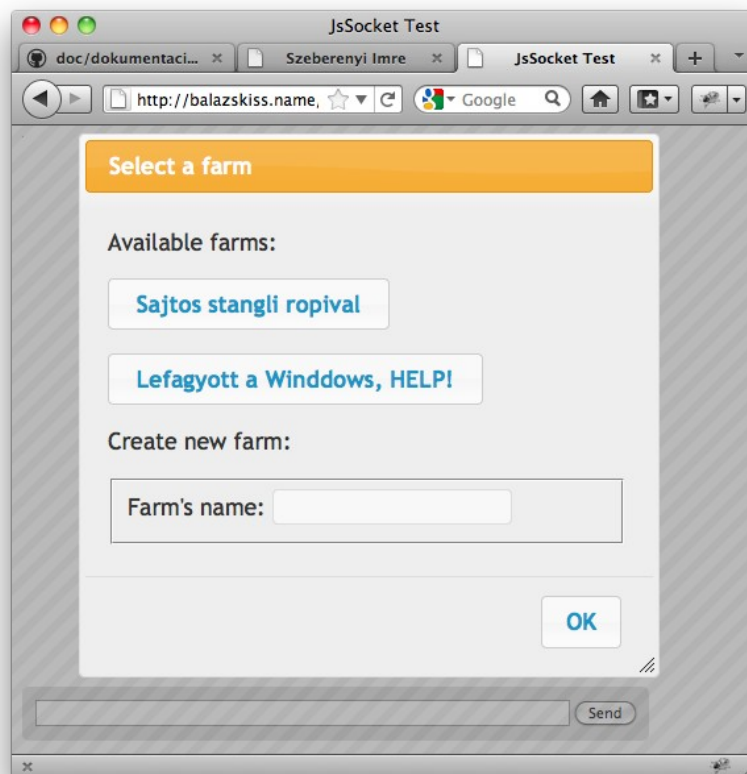 JsSocket Test
doc/dokumentaci...
Szeberenyi Imre
JsSocket Test
http://balazskiss.name,
Google
Select a farm
Available farms:
Sajtos stangli ropival
Lefagyott a Winddows, HELP!
Create new farm:
Farm's name:
OK
Send